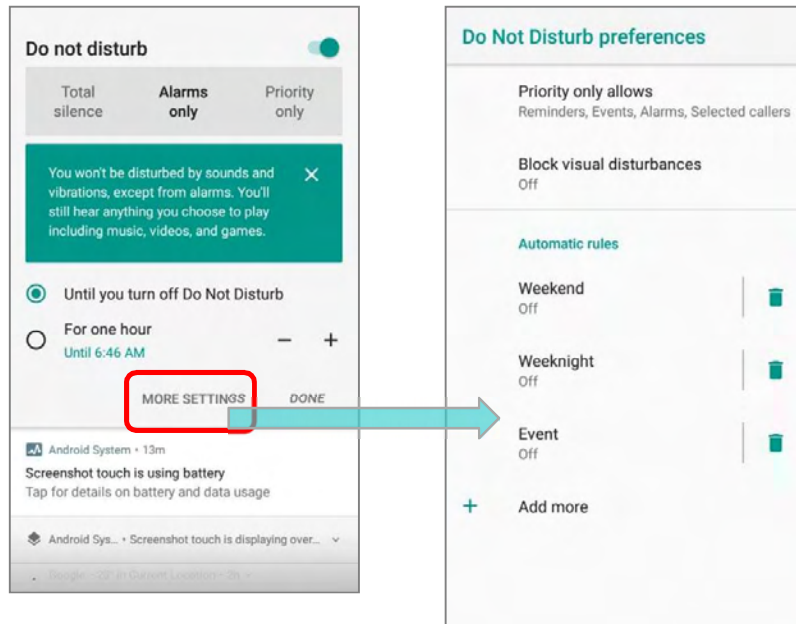 Do not disturb
Total silence
Alarms only
Priority only
You won't be disturbed by sounds and
vibrations, except from alarms. You'll
still hear anything you choose to play
including music, videos, and games.
Until you turn off Do Not Disturb
For one hour
Until 6:46 AM
MORE SETTINGS
DONE
Android System • 13m
Screenshot touch is using battery
Tap for details on battery and data usage
Android Sys... • Screenshot touch is displaying over...
Do Not Disturb preferences
Priority only allows
Reminders, Events, Alarms, Selected callers
Block visual disturbances
Off
Automatic rules
Weekend
Off
Weeknight
Off
Event
Off
Add more